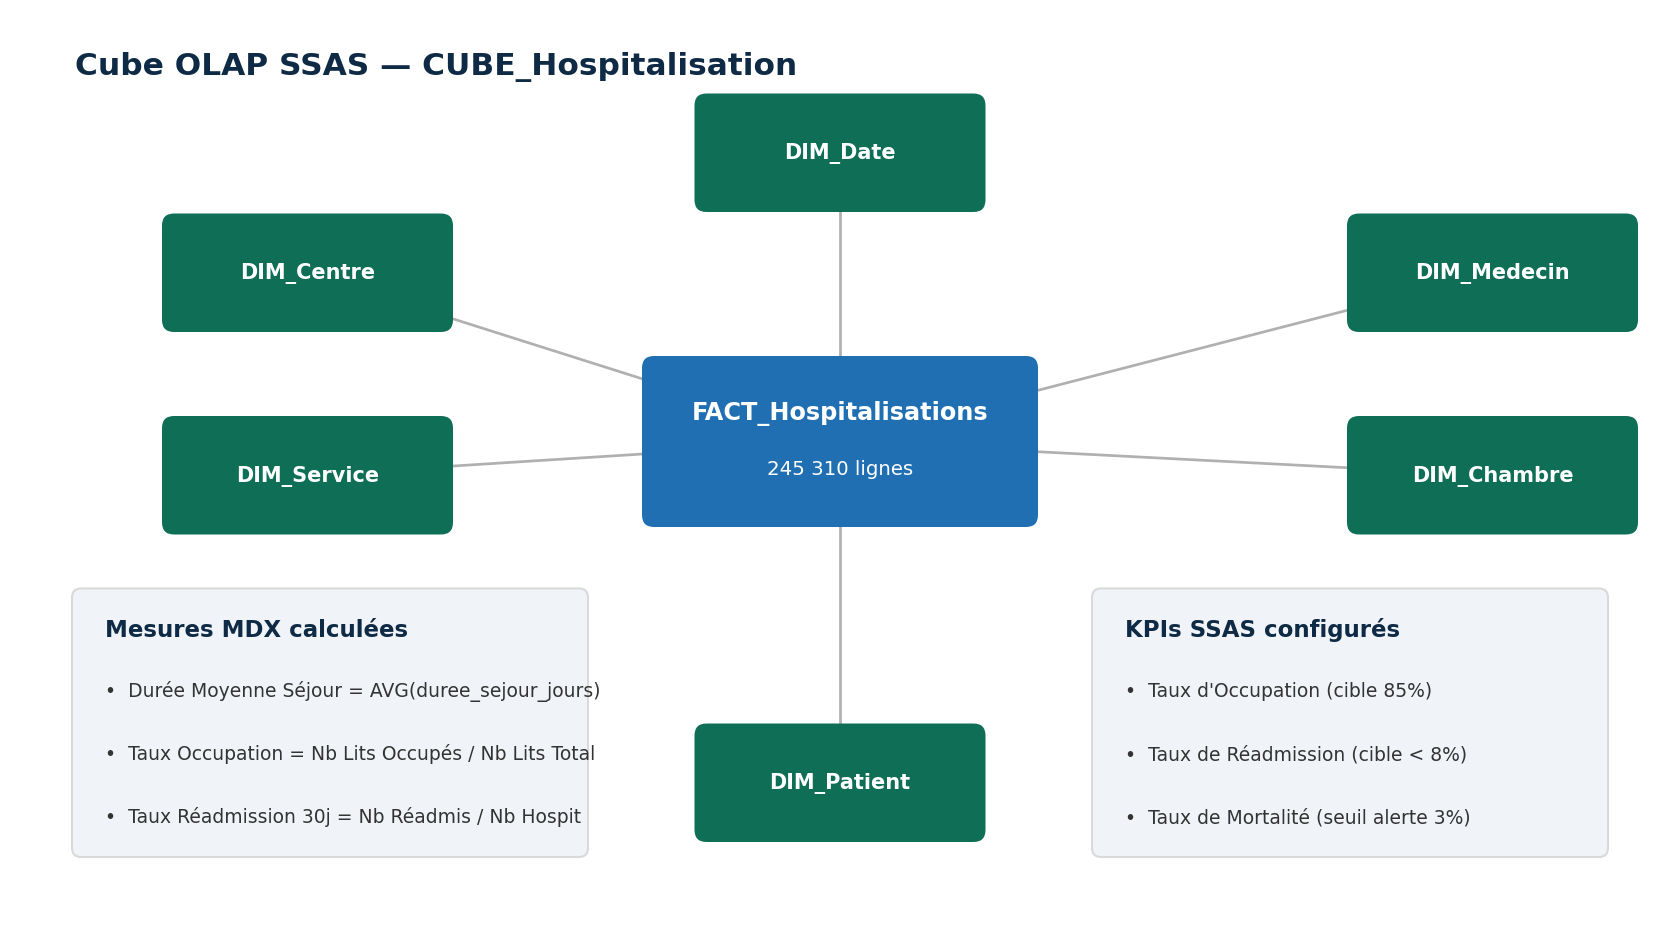 Cube OLAP SSAS — CUBE_Hospitalisation
DIM_Date
DIM_Centre
DIM_Medecin
FACT_Hospitalisations
245 310 lignes
DIM_Service
DIM_Chambre
Mesures MDX calculées
• Durée Moyenne Séjour = AVG(duree_sejour_jours)
• Taux Occupation = Nb Lits Occupés / Nb Lits Total
• Taux Réadmission 30j = Nb Réadmis / Nb Hospit
DIM_Patient
KPIs SSAS configurés
• Taux d'Occupation (cible 85%)
• Taux de Réadmission (cible < 8%)
• Taux de Mortalité (seuil alerte 3%)